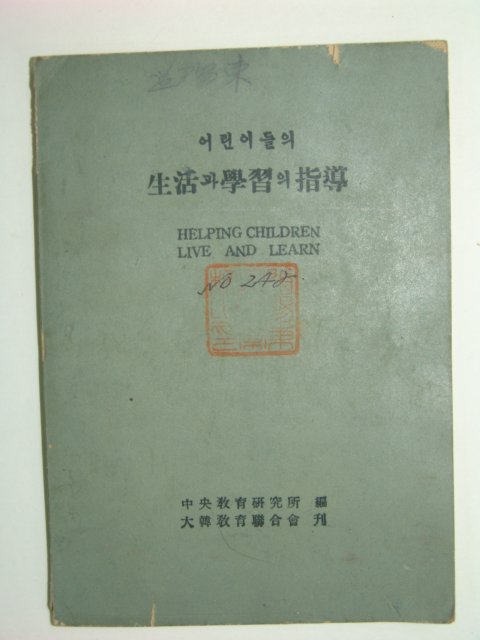 어린이들의
生活과學習의指導
HELPING CHILDREN
LIVE AND LEARN
NO 248.
中央敎育硏究所 編
大韓敎育聯合會 刊